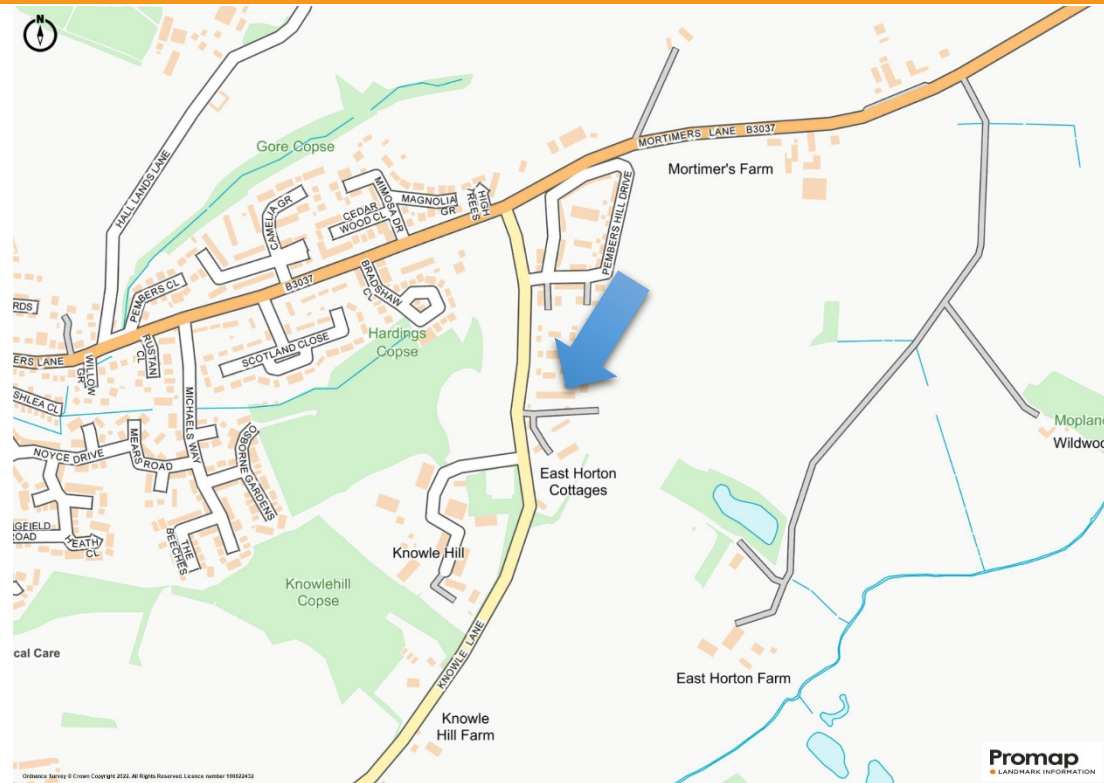 N
HALL LANDS LANE
Gore Copse
MORTIMERS LANE B3037
Mortimer's Farm
MIMOSA DR
MAGNOLIA
GR
HIGH
TREES
CEDAR
WOOD CL
CAMELIA GR
PEMBERS HILL DRIVE
PEMBERS CL
B3037
BRADSHAW
CL
RDS
ERS LANE
WILLOW
GR
RUSTAN
CL
SCOTLAND CLOSE
Hardings
Copse
SHLEA CL
MICHAELS WAY
NOYCE DRIVE
MEARS
ROAD
OSBORNE GARDENS
East Horton
Cottages
Moplan
Wildwoo
GFIELD
ROAD
HEATH
CL
THE
BEECHES
Knowle Hill
Knowlehill
Copse
cal Care
KNOWLE LANE
East Horton Farm
Knowle
Hill Farm
Promap
LANDMARK INFORMATION
Ordnance Survey © Crown Copyright 2022. All Rights Reserved. Licence number 100022432